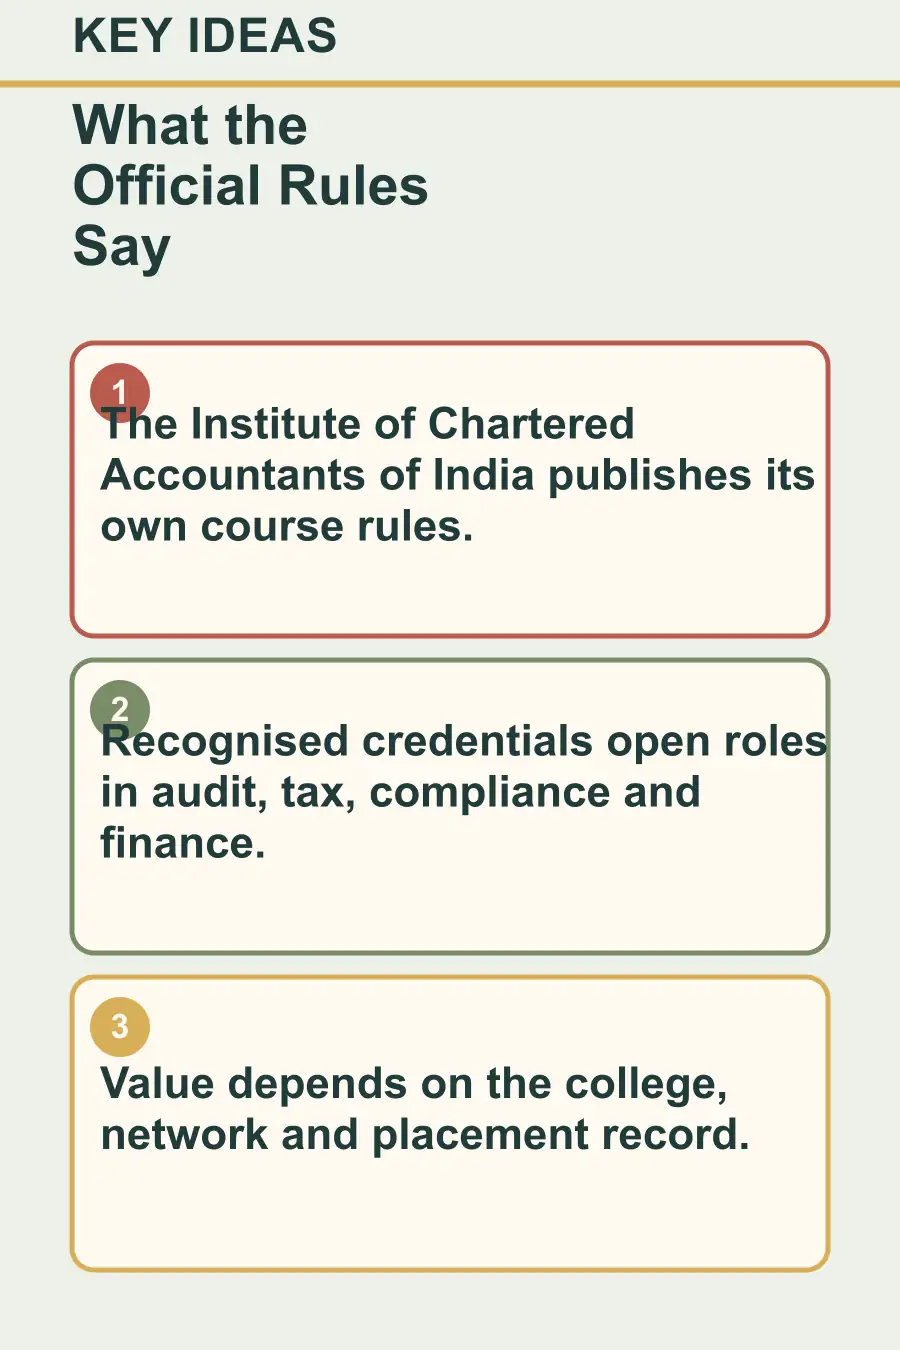 KEY IDEAS
What the
Official Rules
Say
1
The Institute of Chartered
Accountants of India publishes its
own course rules.
2
Recognised credentials open roles
in audit, tax, compliance and
finance.
3
Value depends on the college,
network and placement record.